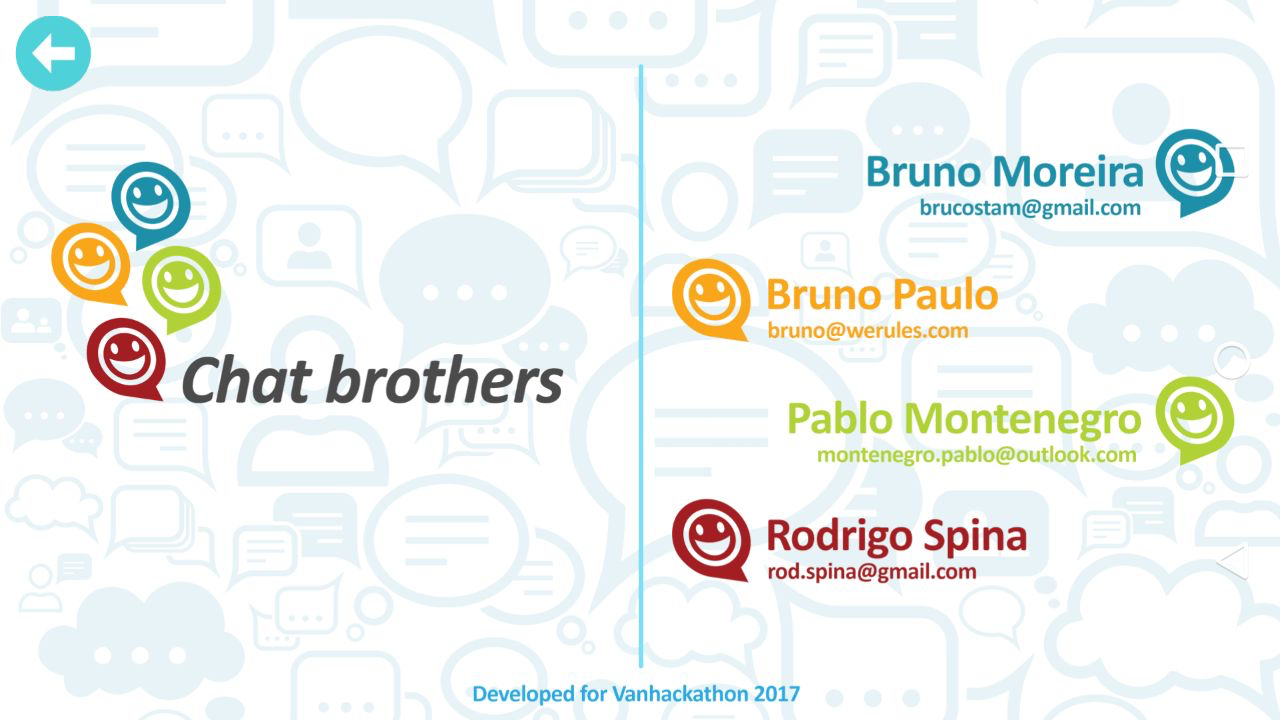 Chat brothers
Bruno Moreira
brucostam@gmail.com
Bruno Paulo
bruno@werules.com
Pablo Montenegro
montenegro.pablo@outlook.com
Rodrigo Spina
rod.spina@gmail.com
Developed for Vanhackathon 2017